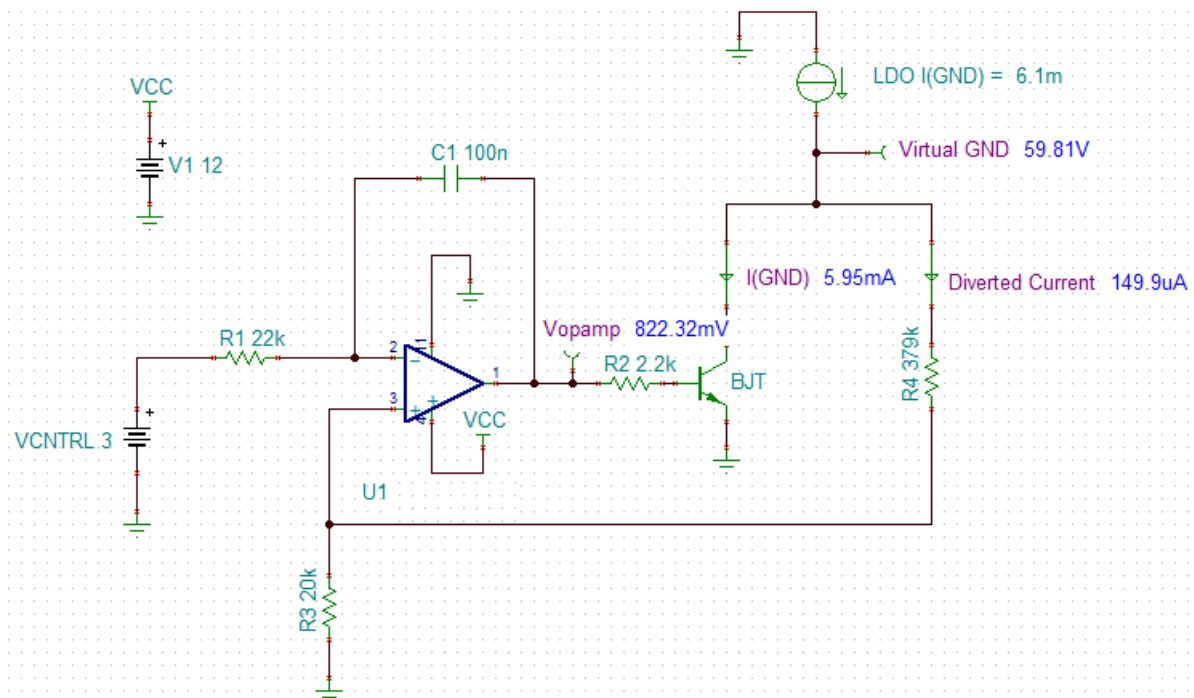 LDO I(GND) = 6.1m
VCC
V1 12
+
C1 100n
Virtual GND 59.81V
I(GND) 5.95mA
Diverted Current 149.9uA
Vopamp 822.32mV
R1 22k
2
11
1
R2 2.2k
BJT
R4 379k
3
4
+
VCC
VCNTRL 3
+
U1
R3 20k